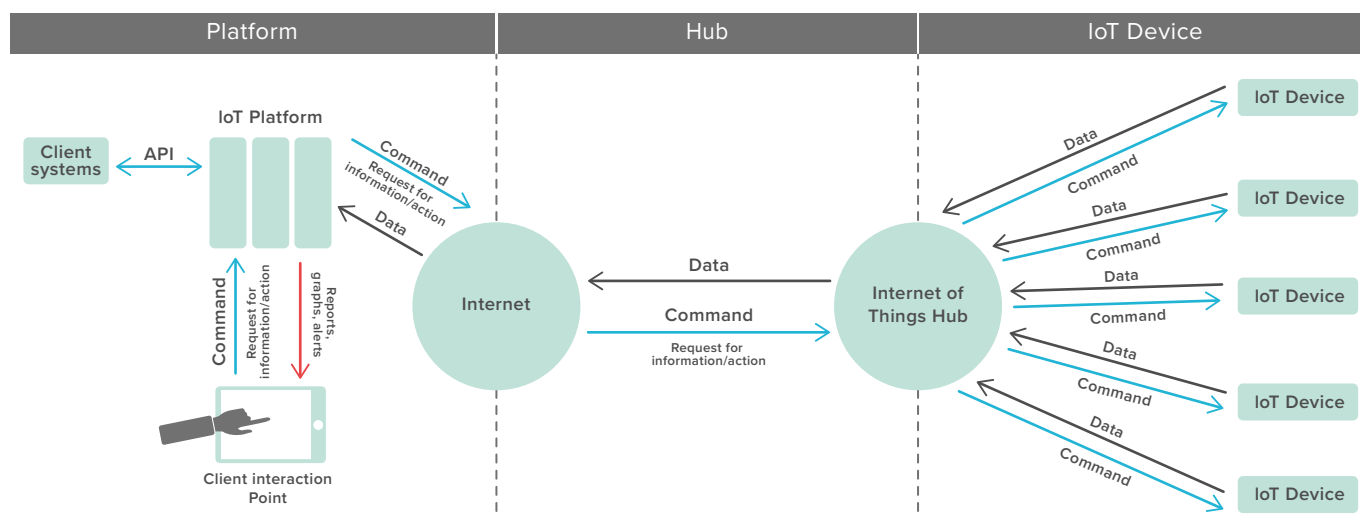 Platform
Hub
IoT Device
IoT Platform
Client
systems
API
Command
Request for
information/action
Data
Command
Request for
information/action
Reports,
graphs, alerts
Client interaction
Point
Internet
Data
Command
Request for
information/action
Internet of
Things Hub
Data
Command
IoT Device
Data
Command
IoT Device
Data
Command
IoT Device
Data
Command
IoT Device
Data
Command
IoT Device